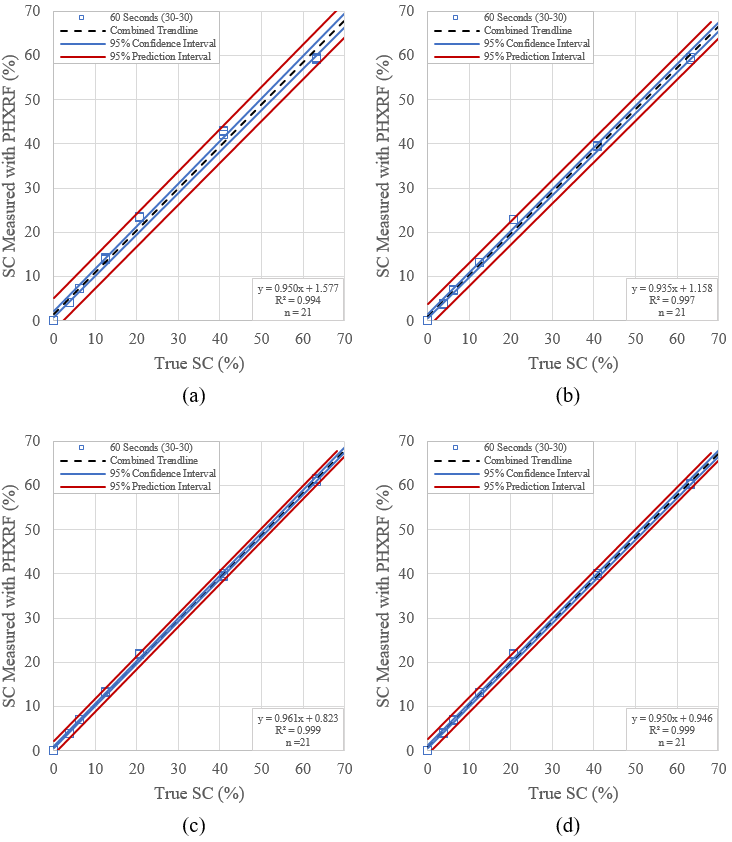 70
60
50
40
30
20
10
0
SC Measured with PHXRF (%)
60 Seconds (30-30)
Combined Trendline
95% Confidence Interval
95% Prediction Interval
y = 0.950x + 1.577
R² = 0.994
n = 21
0 10 20 30 40 50 60 70
True SC (%)
(a)
70
60
50
40
30
20
10
0
SC Measured with PHXRF (%)
60 Seconds (30-30)
Combined Trendline
95% Confidence Interval
95% Prediction Interval
y = 0.935x + 1.158
R² = 0.997
n = 21
0 10 20 30 40 50 60 70
True SC (%)
(b)
70
60
50
40
30
20
10
0
SC Measured with PHXRF (%)
60 Seconds (30-30)
Combined Trendline
95% Confidence Interval
95% Prediction Interval
y = 0.961x + 0.823
R² = 0.999
n =21
0 10 20 30 40 50 60 70
True SC (%)
(c)
70
60
50
40
30
20
10
0
SC Measured with PHXRF (%)
60 Seconds (30-30)
Combined Trendline
95% Confidence Interval
95% Prediction Interval
y = 0.950x + 0.946
R² = 0.999
n = 21
0 10 20 30 40 50 60 70
True SC (%)
(d)